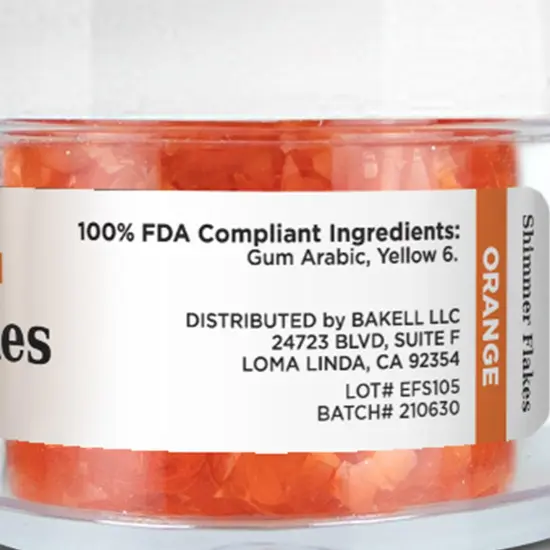 100% FDA Compliant Ingredients:
Gum Arabic, Yellow 6.
DISTRIBUTED by BAKELL LLC
24723 BLVD, SUITE F
LOMA LINDA, CA 92354
LOT# EFS105
BATCH# 210630
ORANGE
Shimmer Flakes